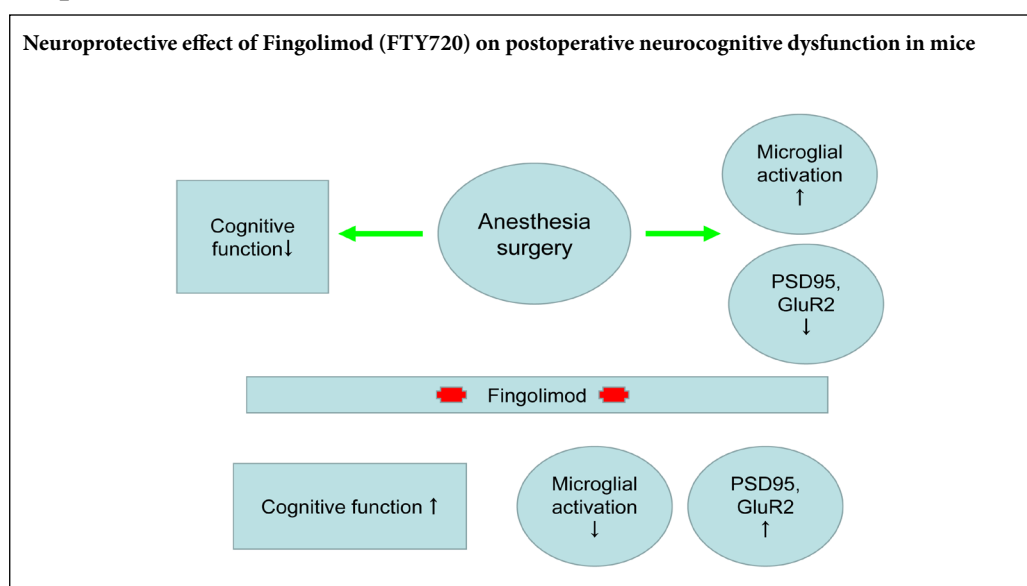 Neuroprotective effect of Fingolimod (FTY720) on postoperative neurocognitive dysfunction in mice
Cognitive
function↓
Anesthesia
surgery
Microglial
activation
↑
PSD95,
GluR2
↓
Fingolimod
Cognitive function ↑
Microglial
activation
↓
PSD95,
GluR2
↑